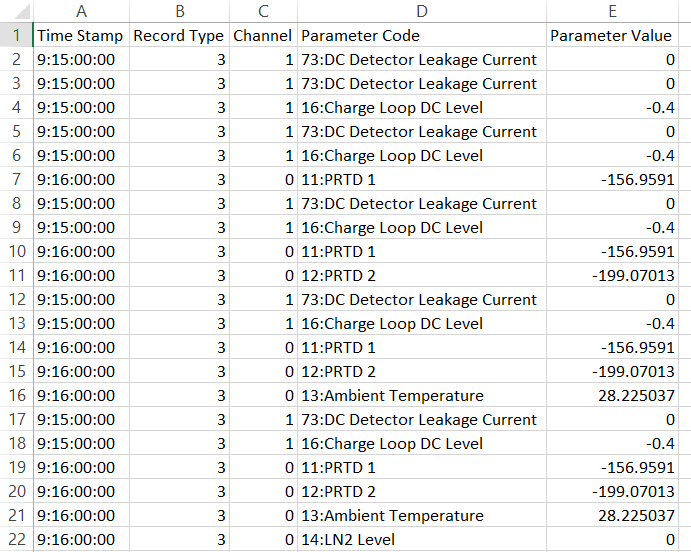 A B C D E
1 Time Stamp Record Type Channel Parameter Code Parameter Value
2 9:15:00:00 3 1 73:DC Detector Leakage Current 0
3 9:15:00:00 3 1 73:DC Detector Leakage Current 0
4 9:15:00:00 3 1 16:Charge Loop DC Level -0.4
5 9:15:00:00 3 1 73:DC Detector Leakage Current 0
6 9:15:00:00 3 1 16:Charge Loop DC Level -0.4
7 9:16:00:00 3 0 11:PRTD 1 -156.9591
8 9:15:00:00 3 1 73:DC Detector Leakage Current 0
9 9:15:00:00 3 1 16:Charge Loop DC Level -0.4
10 9:16:00:00 3 0 11:PRTD 1 -156.9591
11 9:16:00:00 3 0 12:PRTD 2 -199.07013
12 9:15:00:00 3 1 73:DC Detector Leakage Current 0
13 9:15:00:00 3 1 16:Charge Loop DC Level -0.4
14 9:16:00:00 3 0 11:PRTD 1 -156.9591
15 9:16:00:00 3 0 12:PRTD 2 -199.07013
16 9:16:00:00 3 0 13:Ambient Temperature 28.225037
17 9:15:00:00 3 1 73:DC Detector Leakage Current 0
18 9:15:00:00 3 1 16:Charge Loop DC Level -0.4
19 9:16:00:00 3 0 11:PRTD 1 -156.9591
20 9:16:00:00 3 0 12:PRTD 2 -199.07013
21 9:16:00:00 3 0 13:Ambient Temperature 28.225037
22 9:16:00:00 3 0 14:LN2 Level 0